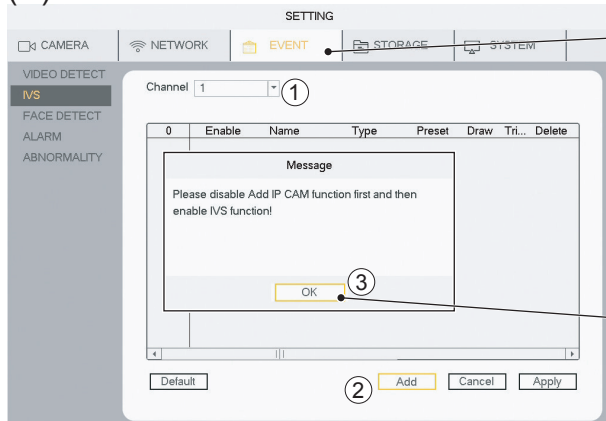 SETTING
CAMERA NETWORK EVENT STORAGE SYSTEM
VIDEO DETECT
IVS
FACE DETECT
ALARM
ABNORMALITY
Channel 1 1
0 Enable Name Type Preset Draw Tri... Delete
Message
Please disable Add IP CAM function first and then
enable IVS function!
OK 3
Default 2 Add Cancel Apply